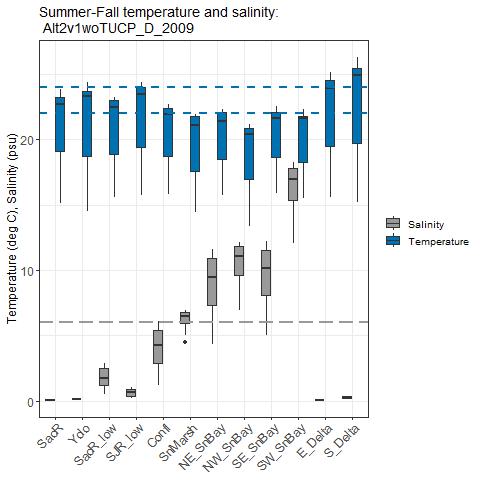 Summer-Fall temperature and salinity:
Alt2v1woTUCP_D_2009
Temperature (deg C), Salinity (psu)
20
10
0
SacR
Yolo
SacR_low
SJR_low
Confl
SnMarsh
NE_SnBay
NW_SnBay
SE_SnBay
SW_SnBay
E_Delta
S_Delta
Salinity
Temperature